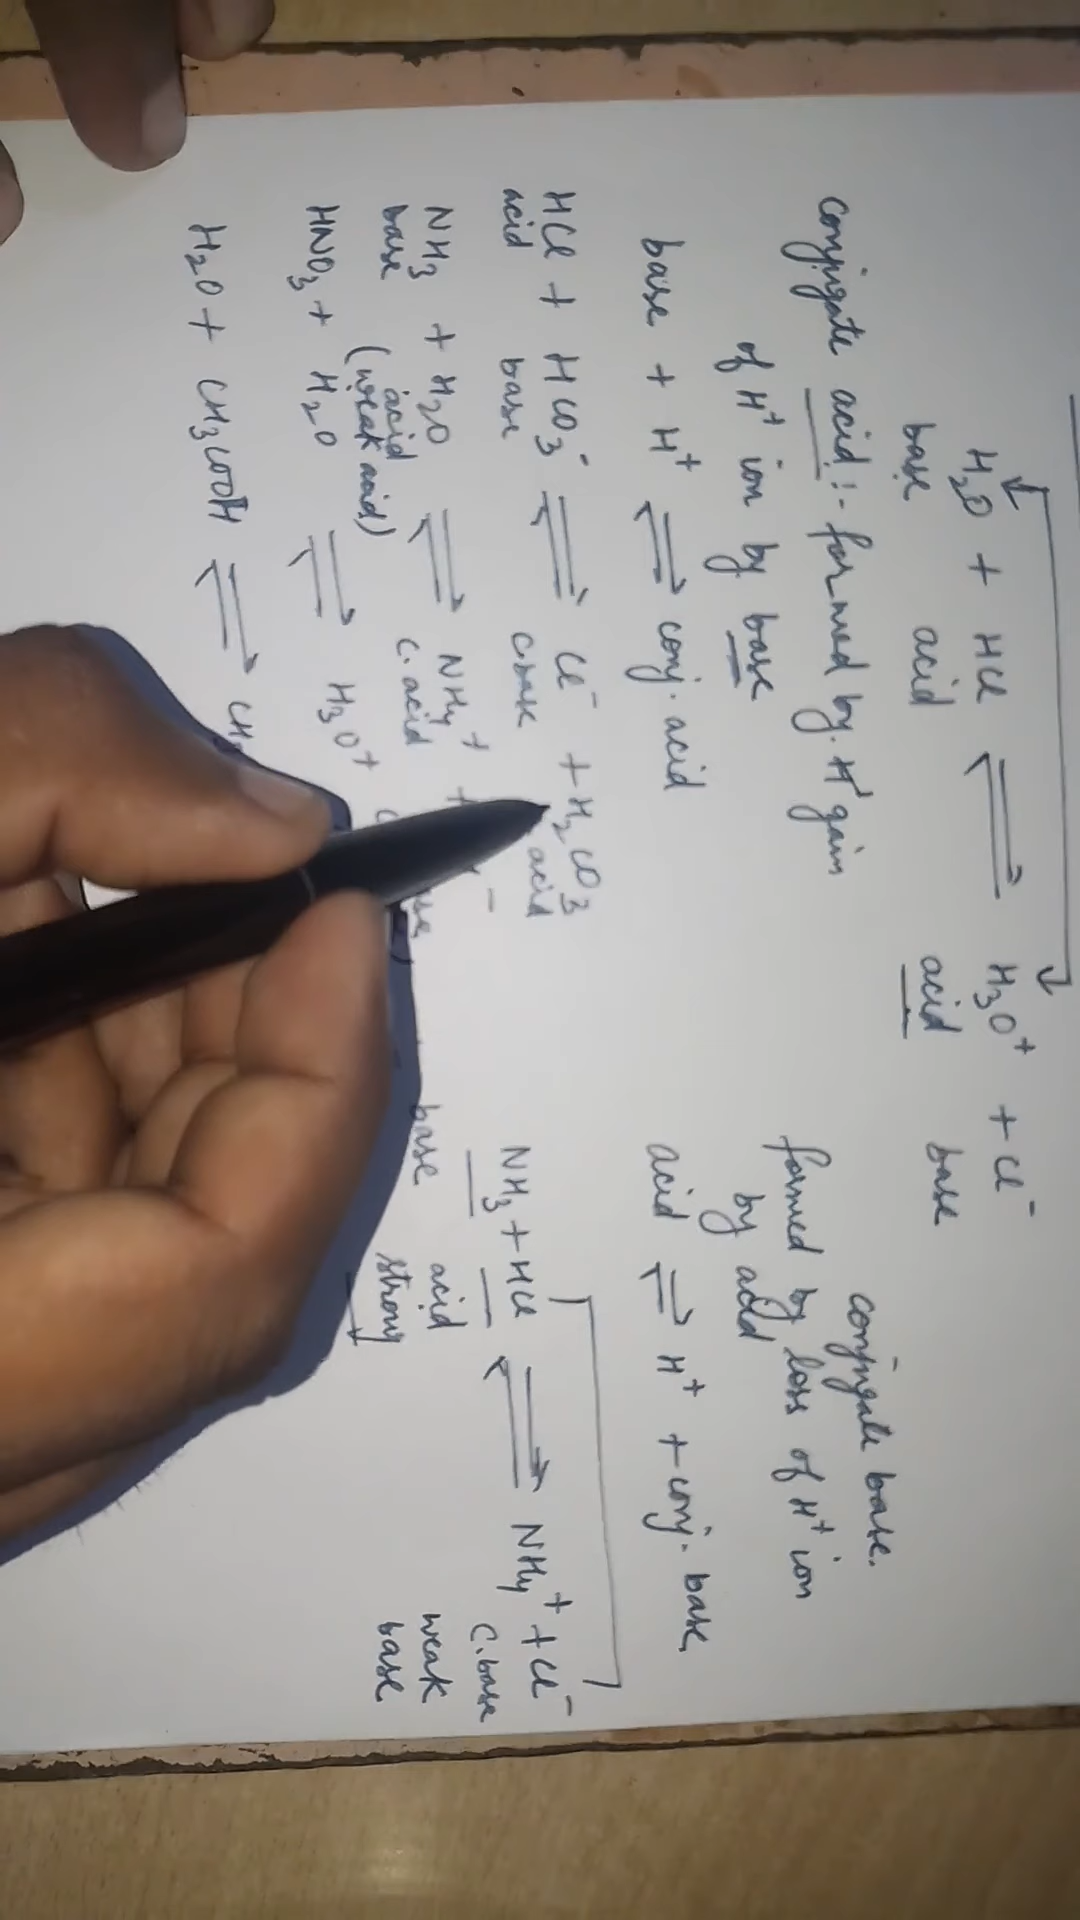 H₂O + HCl ⇌ H₃O⁺ + Cl⁻
base acid acid base
conjugate acid :- formed by H⁺ gain
of H⁺ ion by base
base + H⁺ ⇌ conj. acid
HCl + HCO₃⁻ ⇌ Cl⁻ + H₂CO₃
acid base C.base acid
NH₃ + H₂O ⇌ NH₄⁺ +
base acid C.acid
(weak acid)
HNO₃ + H₂O ⇌ H₃O⁺
H₂O + CH₃COOH ⇌
conjugate base.
formed by loss of H⁺ ion
by acid
acid ⇌ H⁺ + conj. base
NH₃ + HCl ⇌ NH₄⁺ + Cl⁻
base acid C.base
strong weak
base